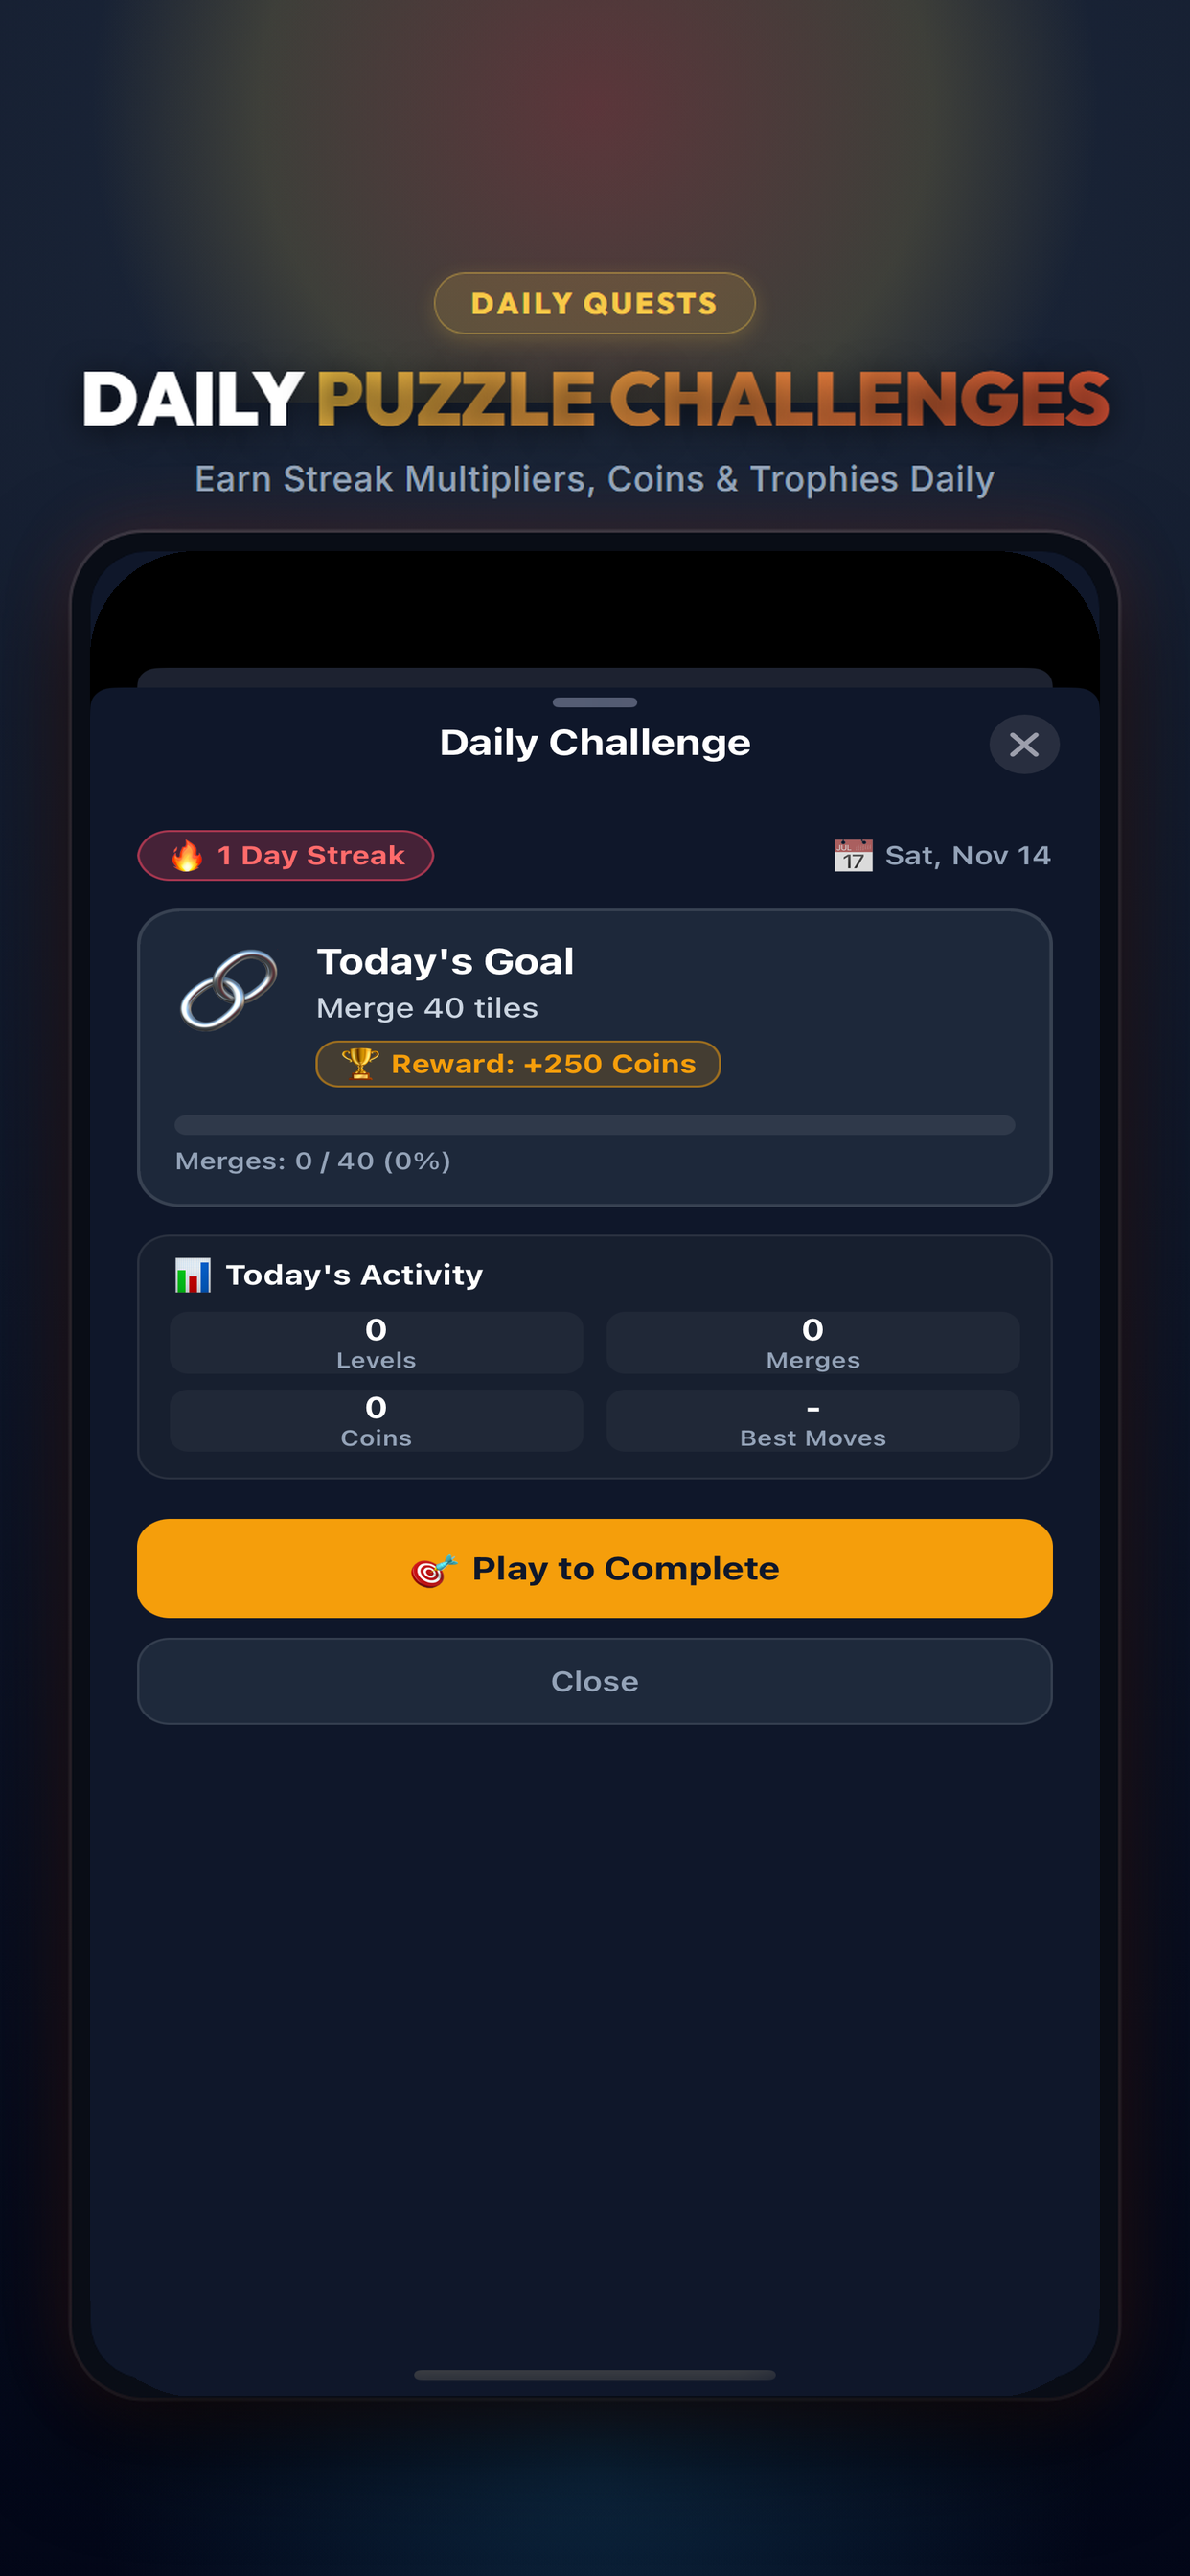 DAILY QUESTS
DAILY PUZZLE CHALLENGES
Earn Streak Multipliers, Coins & Trophies Daily
Daily Challenge
🔥 1 Day Streak
📅 Sat, Nov 14
Today's Goal
Merge 40 tiles
🏆 Reward: +250 Coins
Merges: 0 / 40 (0%)
📊 Today's Activity
0
Levels
0
Merges
0
Coins
-
Best Moves
🎯 Play to Complete
Close